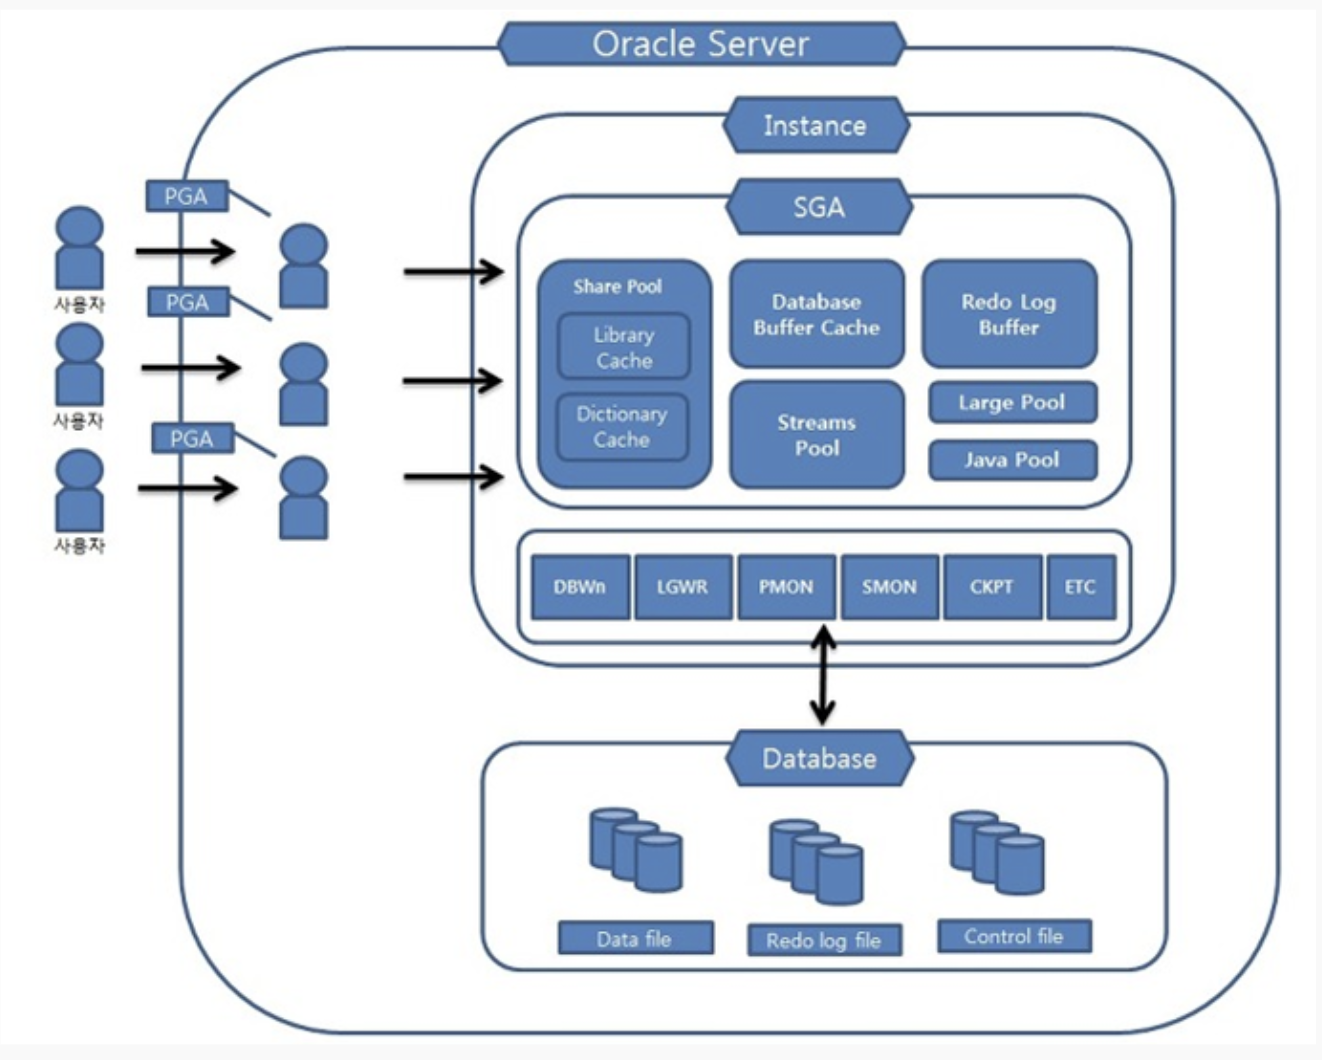 Oracle Server
Instance
SGA
PGA
사용자
PGA
사용자
PGA
사용자
Share Pool
Library
Cache
Dictionary
Cache
Database
Buffer Cache
Streams
Pool
Redo Log
Buffer
Large Pool
Java Pool
DBWn
LGWR
PMON
SMON
CKPT
ETC
Database
Data file
Redo log file
Control file